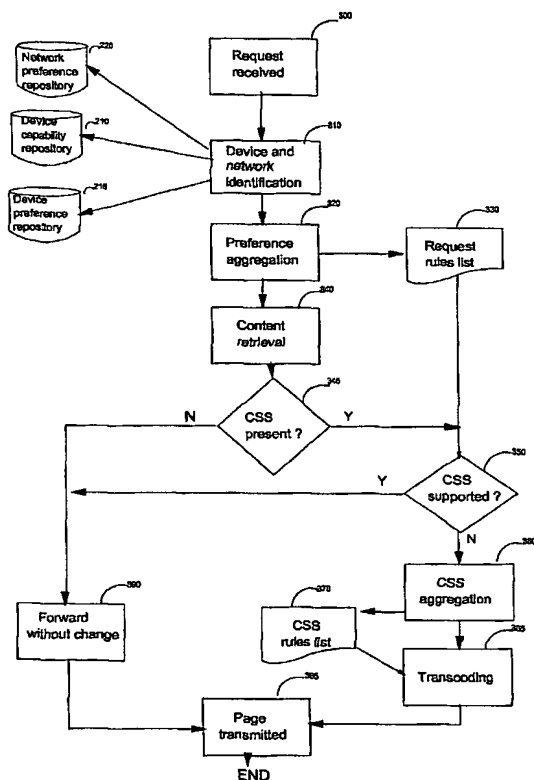 300
Request
received
220
Network
preference
repository
210
Device
capability
repository
215
Device
preference
repository
310
Device and
network
identification
320
Preference
aggregation
330
Request
rules list
340
Content
retrieval
345
CSS
present ?
N
Y
350
CSS
supported ?
Y
N
360
CSS
aggregation
370
CSS
rules list
390
Forward
without change
Transcoding
Page
transmitted
END